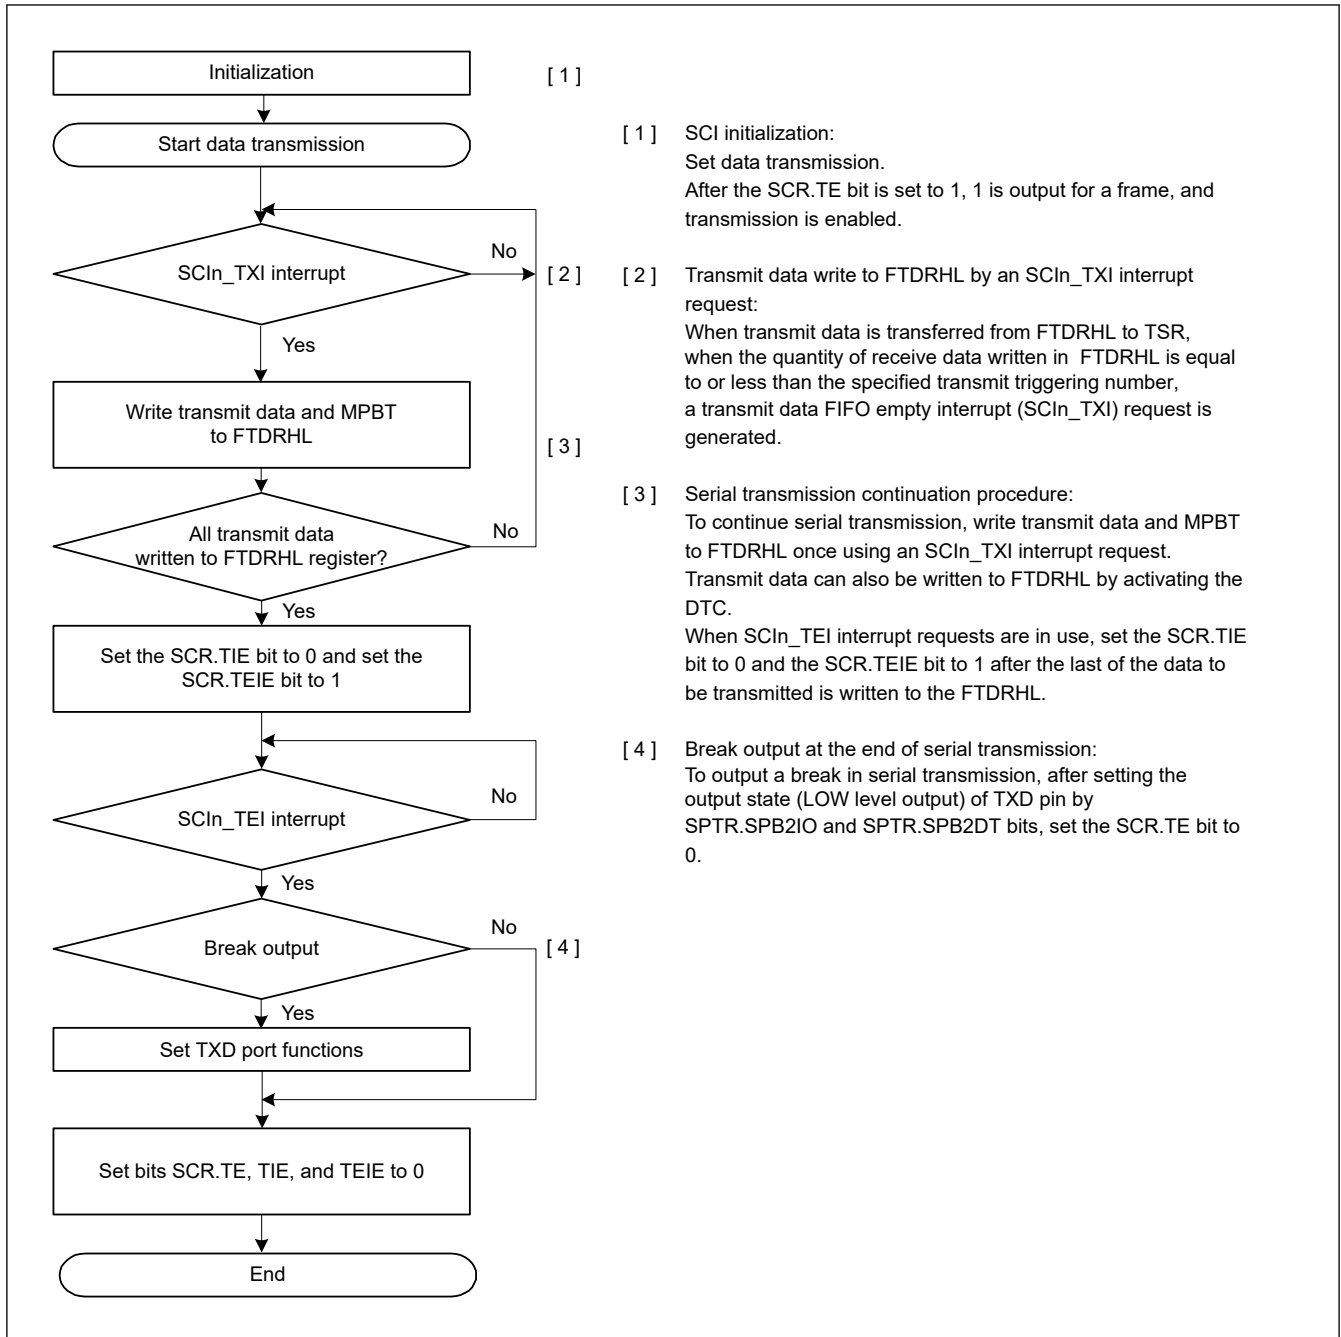 Initialization
[ 1 ]
Start data transmission
SCIn_TXI interrupt
No
[ 2 ]
Yes
Write transmit data and MPBT
to FTDRHL
[ 3 ]
All transmit data
written to FTDRHL register?
No
Yes
Set the SCR.TIE bit to 0 and set the
SCR.TEIE bit to 1
SCIn_TEI interrupt
No
Yes
Break output
No
[ 4 ]
Yes
Set TXD port functions
Set bits SCR.TE, TIE, and TEIE to 0
End
[ 1 ] SCI initialization:
Set data transmission.
After the SCR.TE bit is set to 1, 1 is output for a frame, and
transmission is enabled.
[ 2 ] Transmit data write to FTDRHL by an SCIn_TXI interrupt
request:
When transmit data is transferred from FTDRHL to TSR,
when the quantity of receive data written in FTDRHL is equal
to or less than the specified transmit triggering number,
a transmit data FIFO empty interrupt (SCIn_TXI) request is
generated.
[ 3 ] Serial transmission continuation procedure:
To continue serial transmission, write transmit data and MPBT
to FTDRHL once using an SCIn_TXI interrupt request.
Transmit data can also be written to FTDRHL by activating the
DTC.
When SCIn_TEI interrupt requests are in use, set the SCR.TIE
bit to 0 and the SCR.TEIE bit to 1 after the last of the data to
be transmitted is written to the FTDRHL.
[ 4 ] Break output at the end of serial transmission:
To output a break in serial transmission, after setting the
output state (LOW level output) of TXD pin by
SPTR.SPB2IO and SPTR.SPB2DT bits, set the SCR.TE bit to
0.